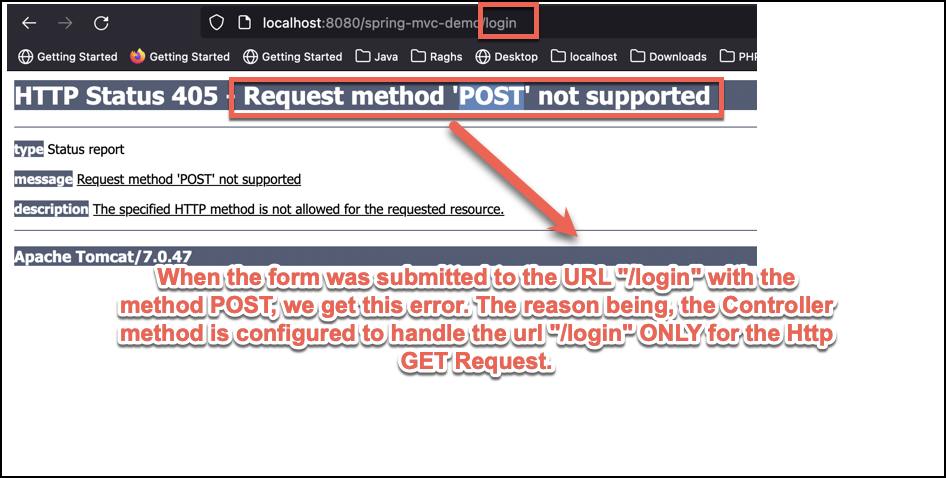 localhost:8080/spring-mvc-demo/login
Getting Started Getting Started Getting Started Java Raghs Desktop localhost Downloads PHP
HTTP Status 405 - Request method 'POST' not supported
type Status report
message Request method 'POST' not supported
description The specified HTTP method is not allowed for the requested resource.
Apache Tomcat/7.0.47
When the form was submitted to the URL "/login" with the
method POST, we get this error. The reason being, the Controller
method is configured to handle the url "/login" ONLY for the Http
GET Request.